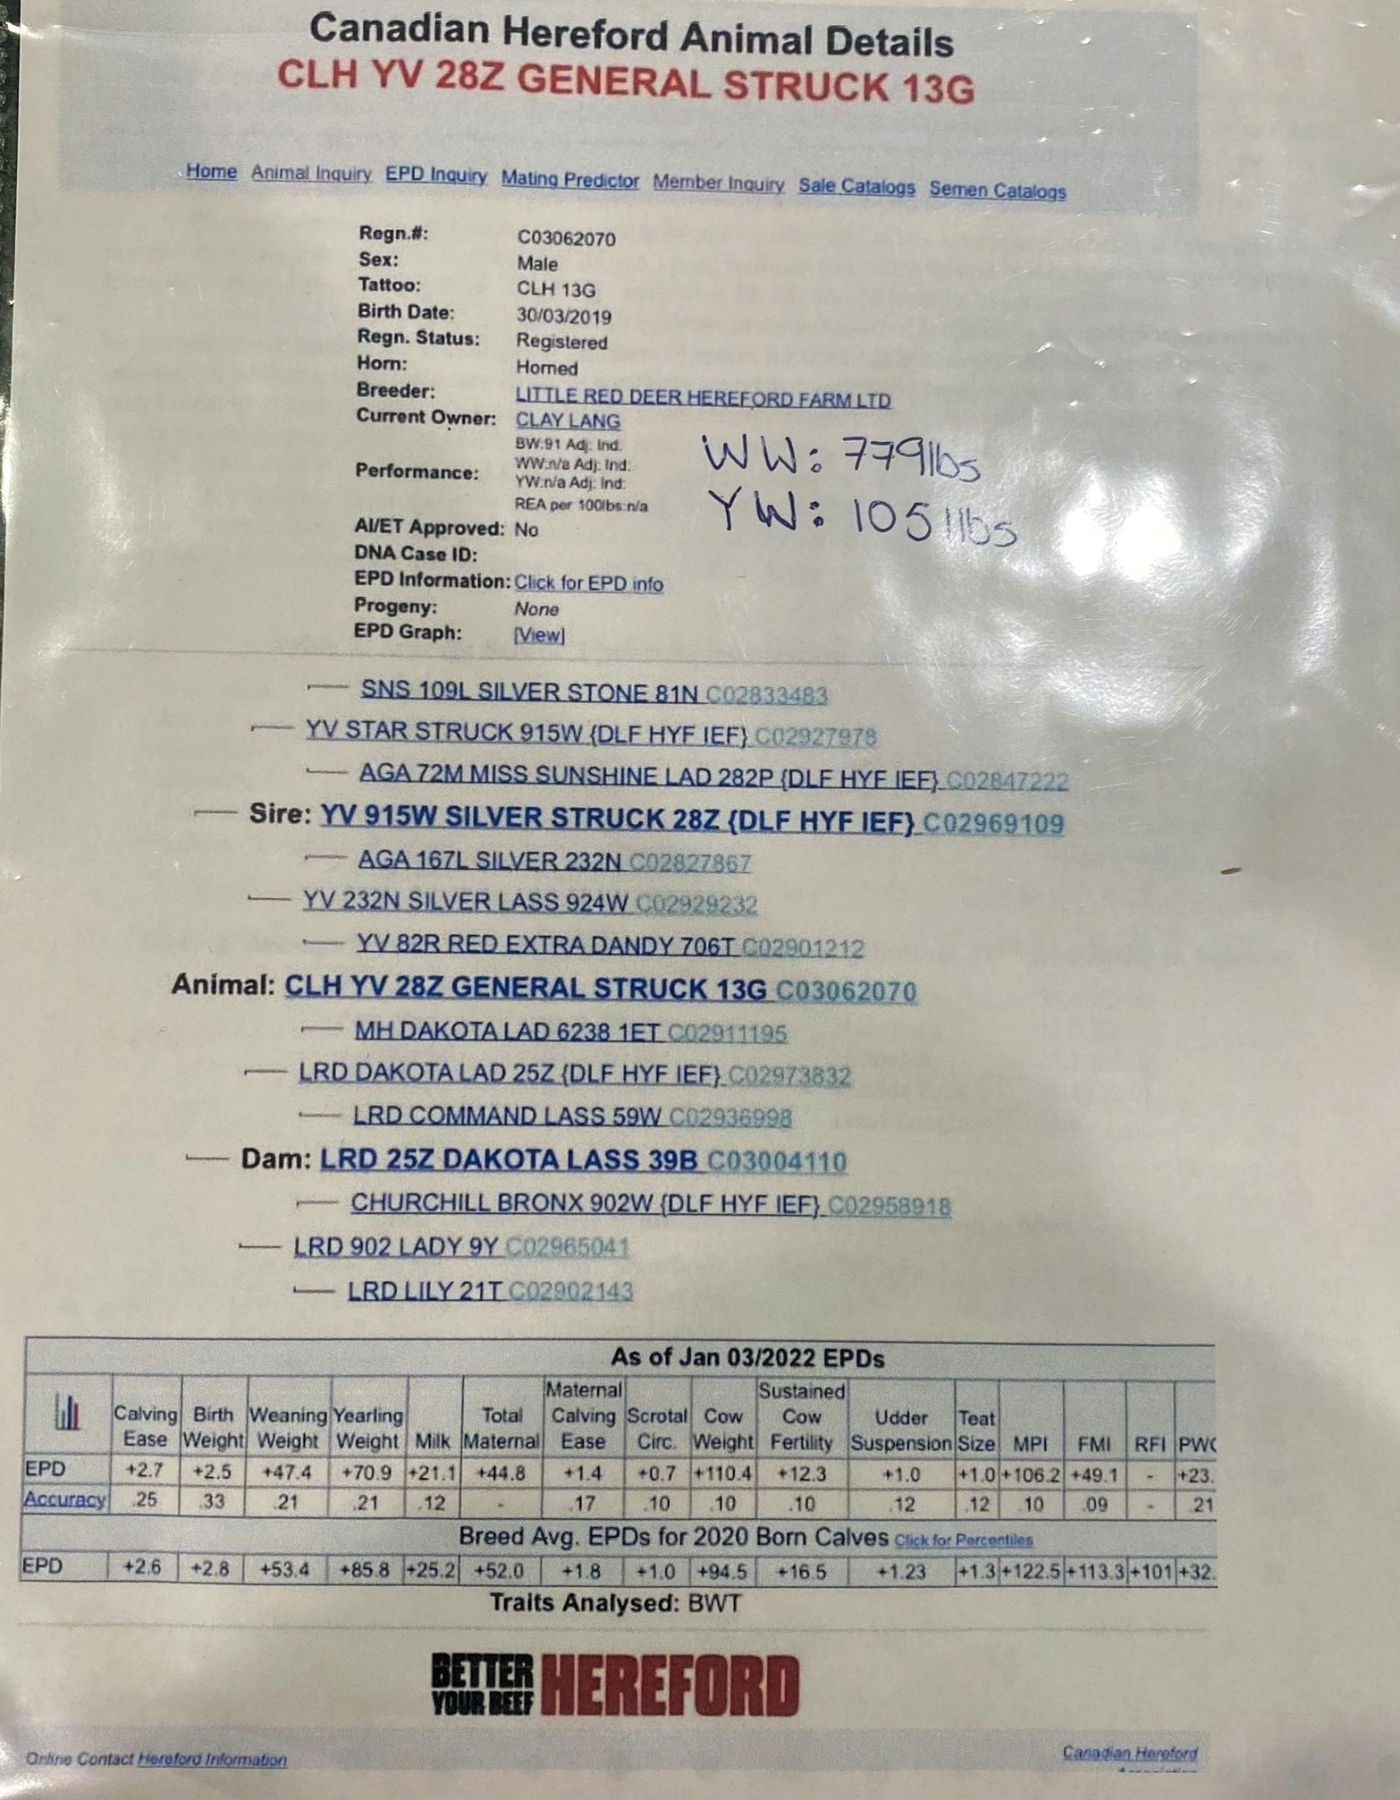 Canadian Hereford Animal Details
CLH YV 28Z GENERAL STRUCK 13G
Home Animal Inquiry EPD Inquiry Mating Predictor Member Inquiry Sale Catalogs Semen Catalogs
Regn.#: C03062070
Sex: Male
Tattoo: CLH 13G
Birth Date: 30/03/2019
Regn. Status: Registered
Horn: Horned
Breeder: LITTLE RED DEER HEREFORD FARM LTD
Current Owner: CLAY LANG
Performance: BW:91 Adj: Ind:
WW:n/a Adj: Ind:
YW:n/a Adj: Ind:
REA per 100lbs:n/a
WW: 779lbs
YW: 1051lbs
AI/ET Approved: No
DNA Case ID:
EPD Information: Click for EPD info
Progeny: None
EPD Graph: [View]
SNS 109L SILVER STONE 81N C02833483
YV STAR STRUCK 915W {DLF HYF IEF} C02927978
AGA 72M MISS SUNSHINE LAD 282P {DLF HYF IEF} C02847222
Sire: YV 915W SILVER STRUCK 28Z {DLF HYF IEF} C02969109
AGA 167L SILVER 232N C02827867
YV 232N SILVER LASS 924W C02929232
YV 82R RED EXTRA DANDY 706T C02901212
Animal: CLH YV 28Z GENERAL STRUCK 13G C03062070
MH DAKOTA LAD 6238 1ET C02911195
LRD DAKOTA LAD 25Z {DLF HYF IEF} C02973832
LRD COMMAND LASS 59W C02936998
Dam: LRD 25Z DAKOTA LASS 39B C03004110
CHURCHILL BRONX 902W {DLF HYF IEF} C02958918
LRD 902 LADY 9Y C02965041
LRD LILY 21T C02902143
As of Jan 03/2022 EPDs
Calving Ease Birth Weight Weaning Weight Yearling Weight Milk Total Maternal Maternal Calving Ease Scrotal Circ. Cow Weight Sustained Cow Fertility Udder Suspension Teat Size MPI FMI RFI PWG
EPD +2.7 +2.5 +47.4 +70.9 +21.1 +44.8 +1.4 +0.7 +110.4 +12.3 +1.0 +1.0 +106.2 +49.1 - +23.
Accuracy .25 .33 .21 .21 .12 - .17 .10 .10 .10 .12 .12 .10 .09 - .21
Breed Avg. EPDs for 2020 Born Calves Click for Percentiles
EPD +2.6 +2.8 +53.4 +85.8 +25.2 +52.0 +1.8 +1.0 +94.5 +16.5 +1.23 +1.3 +122.5 +113.3 +101 +32.
Traits Analysed: BWT
BETTER YOUR BEEF HEREFORD
Online Contact Hereford Information
Canadian Hereford